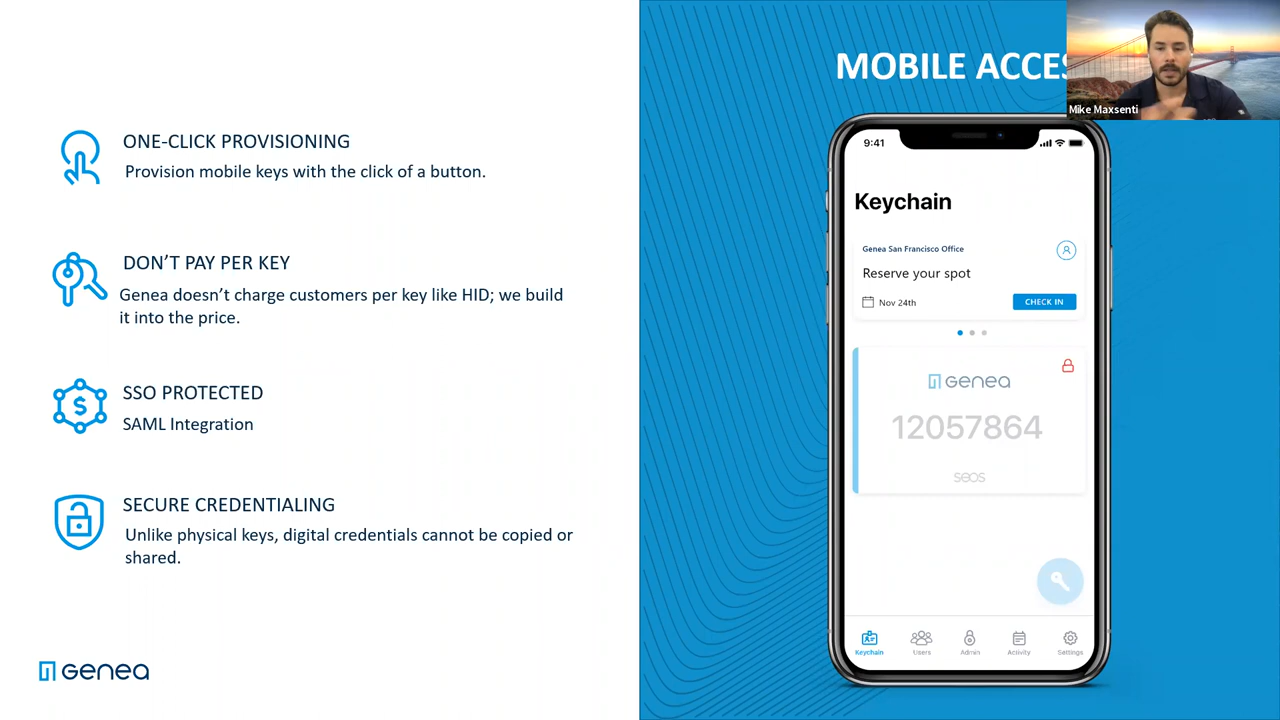 ONE-CLICK PROVISIONING
Provision mobile keys with the click of a button.
DON'T PAY PER KEY
Genea doesn't charge customers per key like HID; we build
it into the price.
SSO PROTECTED
SAML Integration
SECURE CREDENTIALING
Unlike physical keys, digital credentials cannot be copied or
shared.
Genea
MOBILE ACCES
Mike Maxsenti
9:41
Keychain
Genea San Francisco Office
Reserve your spot
Nov 24th
CHECK IN
Genea
12057864
seos
Keychain
Users
Admin
Activity
Settings